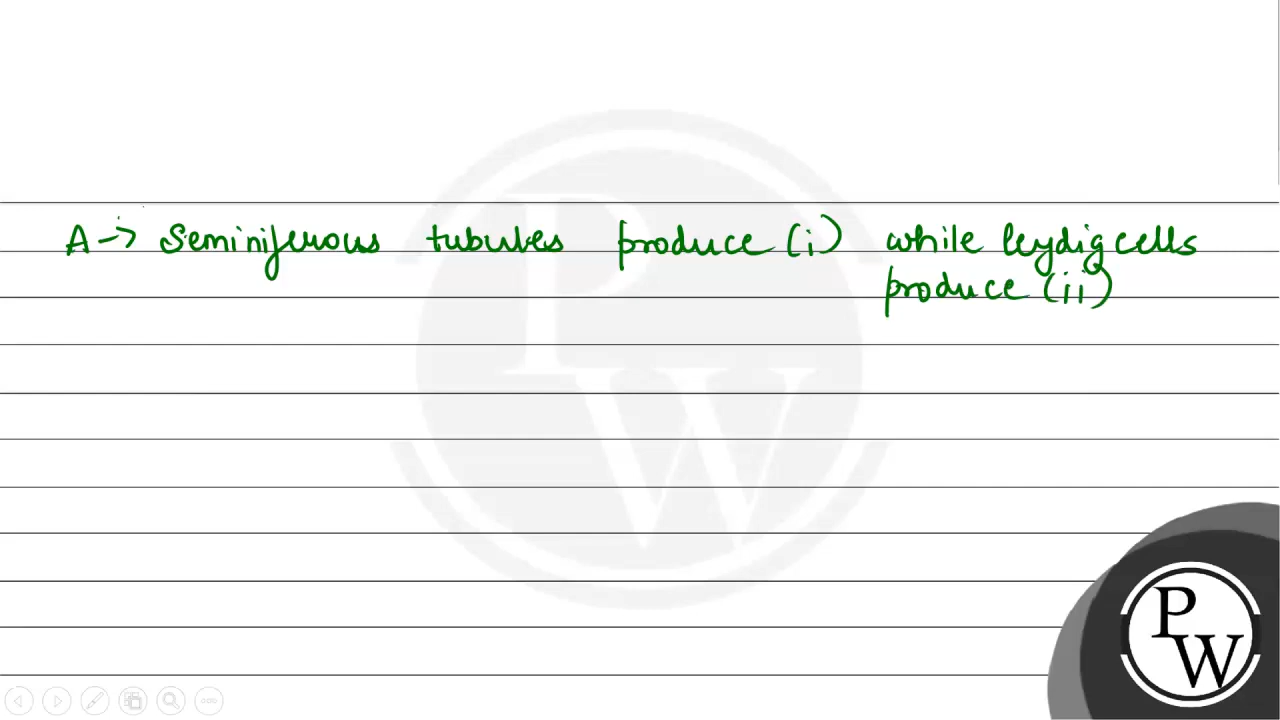 A → Seminiferous tubules produce (i) while leydig cells
produce (ii)
P
W
P
W